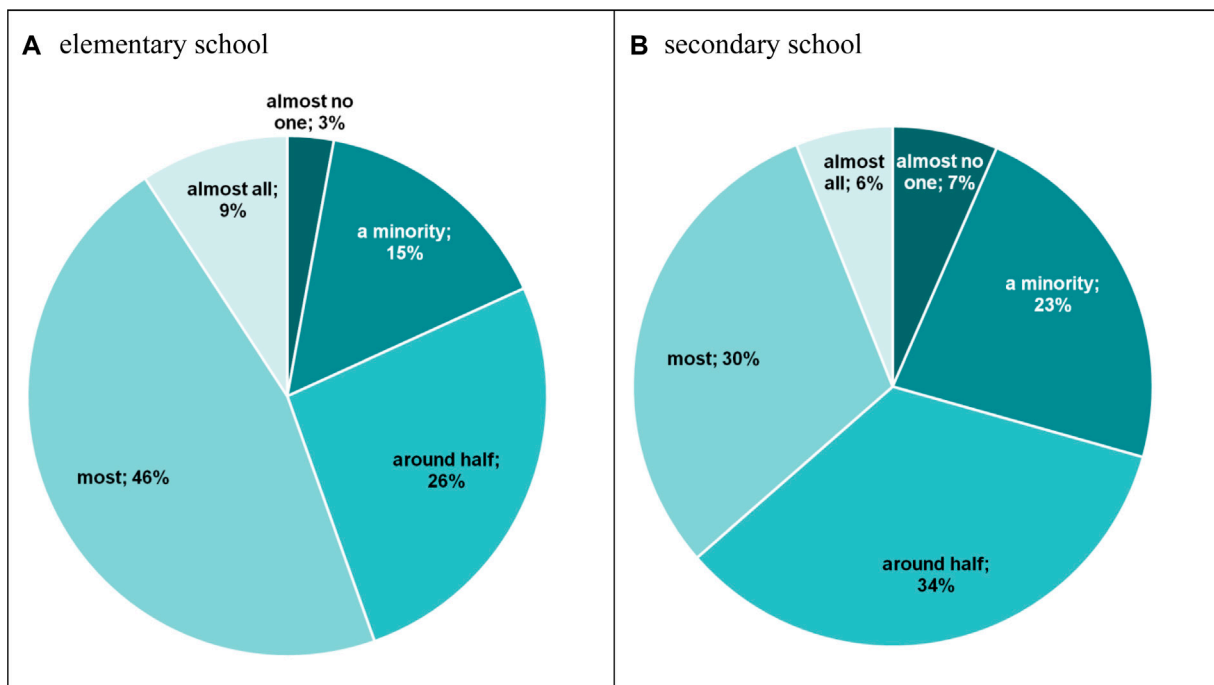 A elementary school
almost no
one; 3%
almost all;
9%
a minority;
15%
around half;
26%
most; 46%
B secondary school
almost
all; 6%
almost no
one; 7%
a minority;
23%
most; 30%
around half;
34%